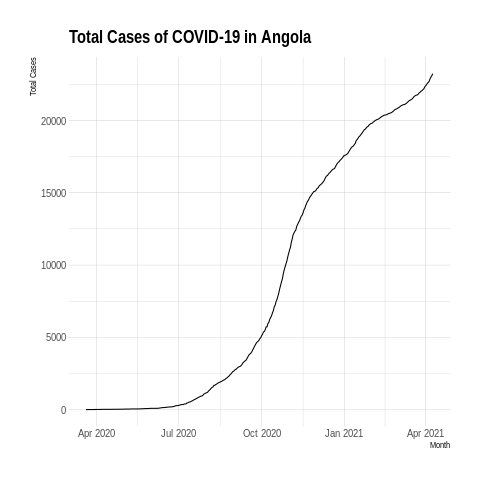 Total Cases of COVID-19 in Angola
Total Cases
20000
15000
10000
5000
0
Apr 2020 Jul 2020 Oct 2020 Jan 2021 Apr 2021
Month